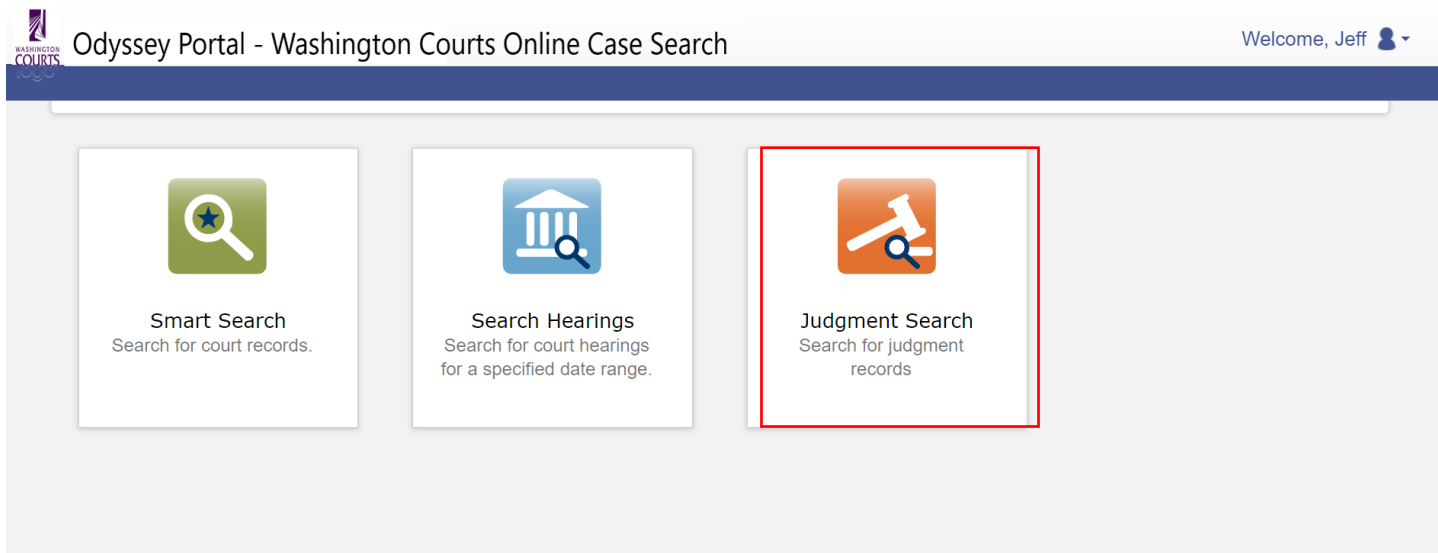 WASHINGTON
COURTS
logo
Odyssey Portal - Washington Courts Online Case Search
Welcome, Jeff
Smart Search
Search for court records.
Search Hearings
Search for court hearings
for a specified date range.
Judgment Search
Search for judgment
records